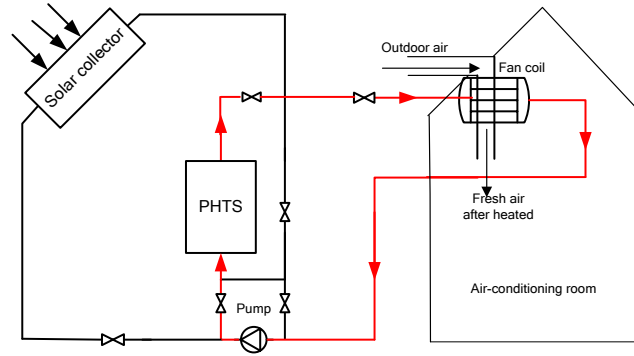 Solar collector
Outdoor air
Fan coil
PHTS
Fresh air
after heated
Pump
Air-conditioning room